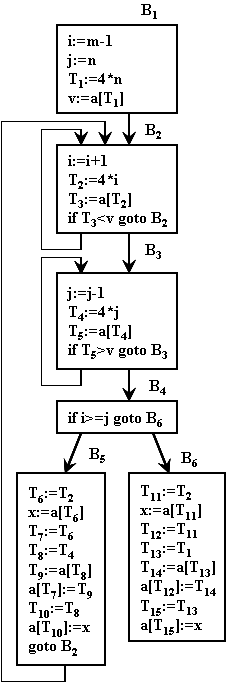 B₁
i:=m-1
j:=n
T₁:=4*n
v:=a[T₁]
B₂
i:=i+1
T₂:=4*i
T₃:=a[T₂]
if T₃<v goto B₂
B₃
j:=j-1
T₄:=4*j
T₅:=a[T₄]
if T₅>v goto B₃
B₄
if i>=j goto B₆
B₅
T₆:=T₂
x:=a[T₆]
T₇:=T₆
T₈:=T₄
T₉:=a[T₈]
a[T₇]:=T₉
T₁₀:=T₈
a[T₁₀]:=x
goto B₂
B₆
T₁₁:=T₂
x:=a[T₁₁]
T₁₂:=T₁₁
T₁₃:=T₁
T₁₄:=a[T₁₃]
a[T₁₂]:=T₁₄
T₁₅:=T₁₃
a[T₁₅]:=x